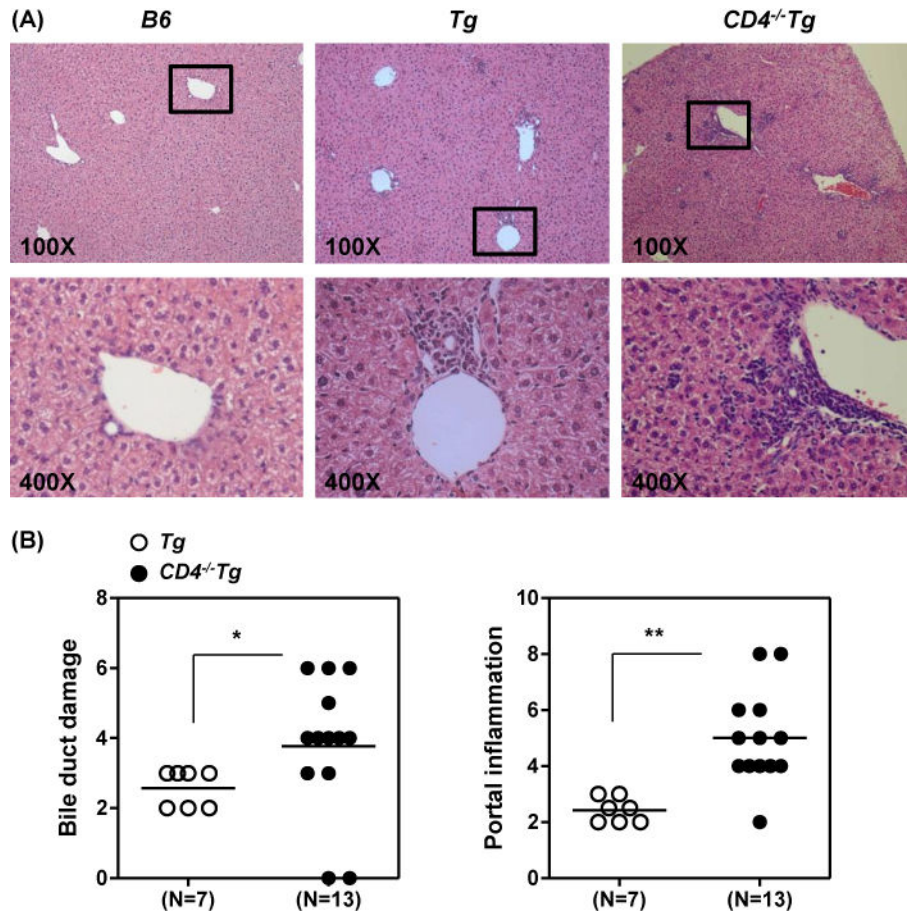 (A) B6 Tg CD4-/-Tg
100X 100X 100X
400X 400X 400X
(B)
Tg
CD4-/-Tg
Bile duct damage
8
6
4
2
0
*
(N=7) (N=13)
Portal inflammation
10
8
6
4
2
0
**
(N=7) (N=13)